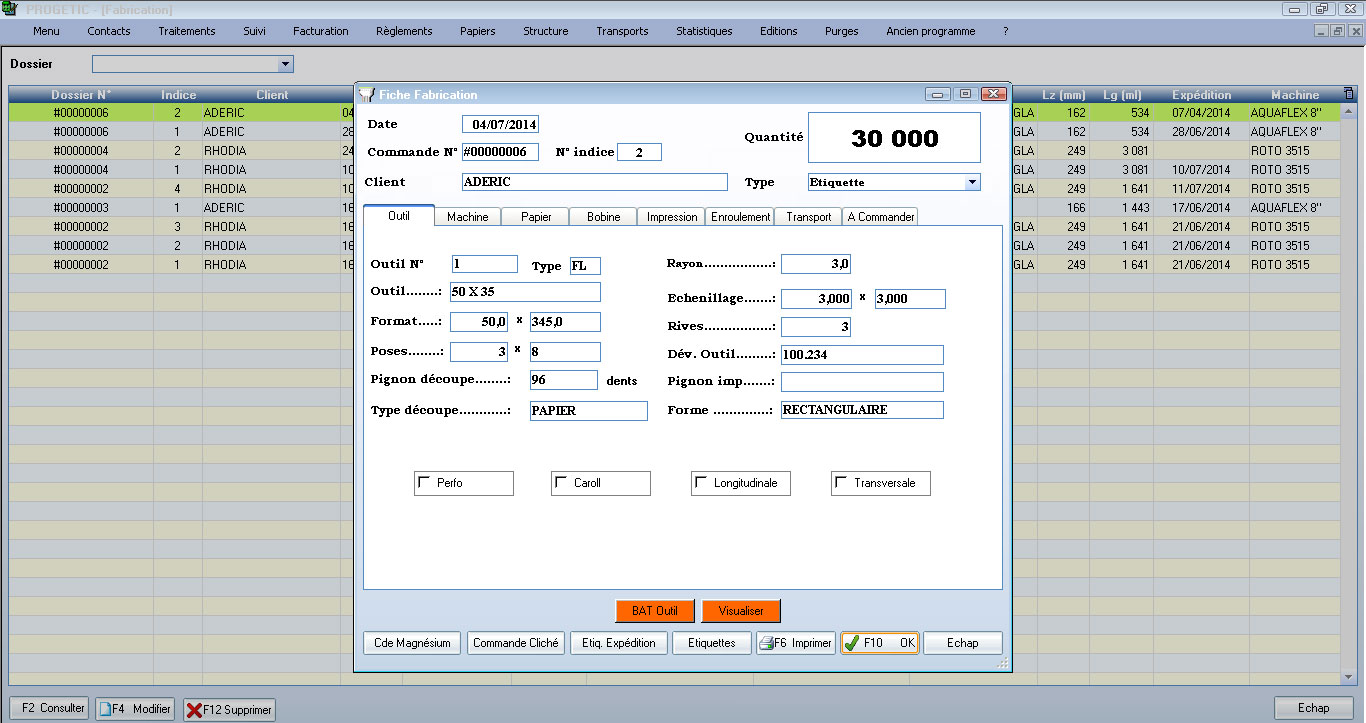 PROGETIC - [Fabrication]
Menu Contacts Traitements Suivi Facturation Règlements Papiers Structure Transports Statistiques Editions Purges Ancien programme ?
Dossier
Dossier N° Indice Client Lz (mm) Lg (ml) Expédition Machine
#00000006 2 ADERIC 04 GLA 162 534 07/04/2014 AQUAFLEX 8"
#00000006 1 ADERIC 28 GLA 162 534 28/06/2014 AQUAFLEX 8"
#00000004 2 RHODIA 24 GLA 249 3 081 ROTO 3515
#00000004 1 RHODIA 10 GLA 249 3 081 10/07/2014 ROTO 3515
#00000002 4 RHODIA 10 GLA 249 1 641 11/07/2014 ROTO 3515
#00000003 1 ADERIC 16 166 1 443 17/06/2014 AQUAFLEX 8"
#00000002 3 RHODIA 16 GLA 249 1 641 21/06/2014 ROTO 3515
#00000002 2 RHODIA 16 GLA 249 1 641 21/06/2014 ROTO 3515
#00000002 1 RHODIA 16 GLA 249 1 641 21/06/2014 ROTO 3515
Fiche Fabrication
Date 04/07/2014
Quantité 30 000
Commande N° #00000006 N° indice 2
Client ADERIC Type Etiquette
Outil Machine Papier Bobine Impression Enroulement Transport A Commander
Outil N° 1 Type FL Rayon................: 3,0
Outil.......: 50 X 35 Echenillage......: 3,000 x 3,000
Format.....: 50,0 x 345,0 Rives................: 3
Poses........: 3 x 8 Dév. Outil.........: 100.234
Pignon découpe........: 96 dents Pignon imp.......:
Type découpe............: PAPIER Forme .............: RECTANGULAIRE
Perfo Caroll Longitudinale Transversale
BAT Outil Visualiser
Cde Magnésium Commande Cliché Etiq. Expédition Etiquettes F6 Imprimer F10 OK Echap
F2 Consulter F4 Modifier F12 Supprimer Echap